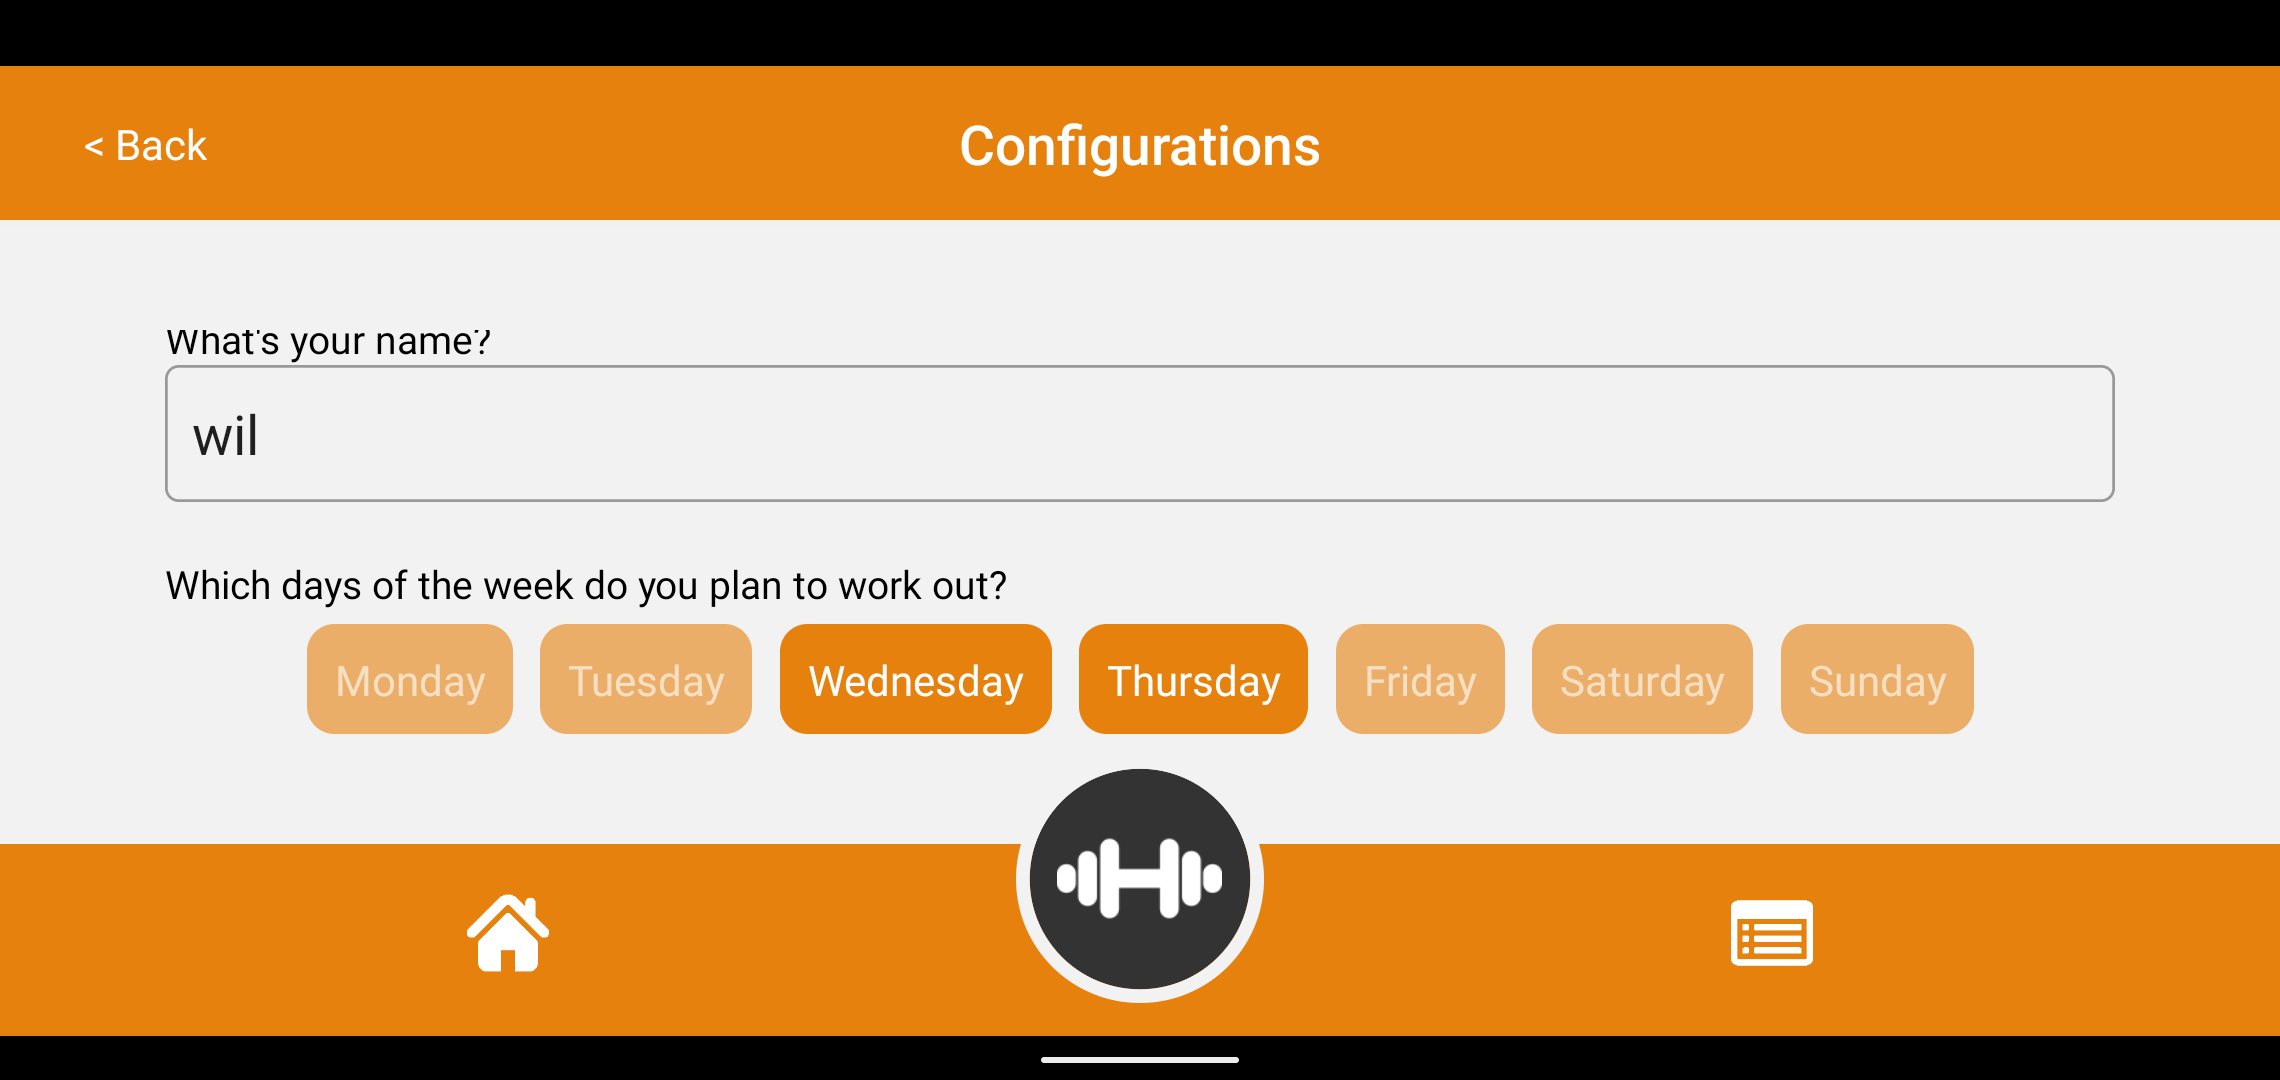 < Back
Configurations
What's your name?
wil
Which days of the week do you plan to work out?
Monday Tuesday Wednesday Thursday Friday Saturday Sunday